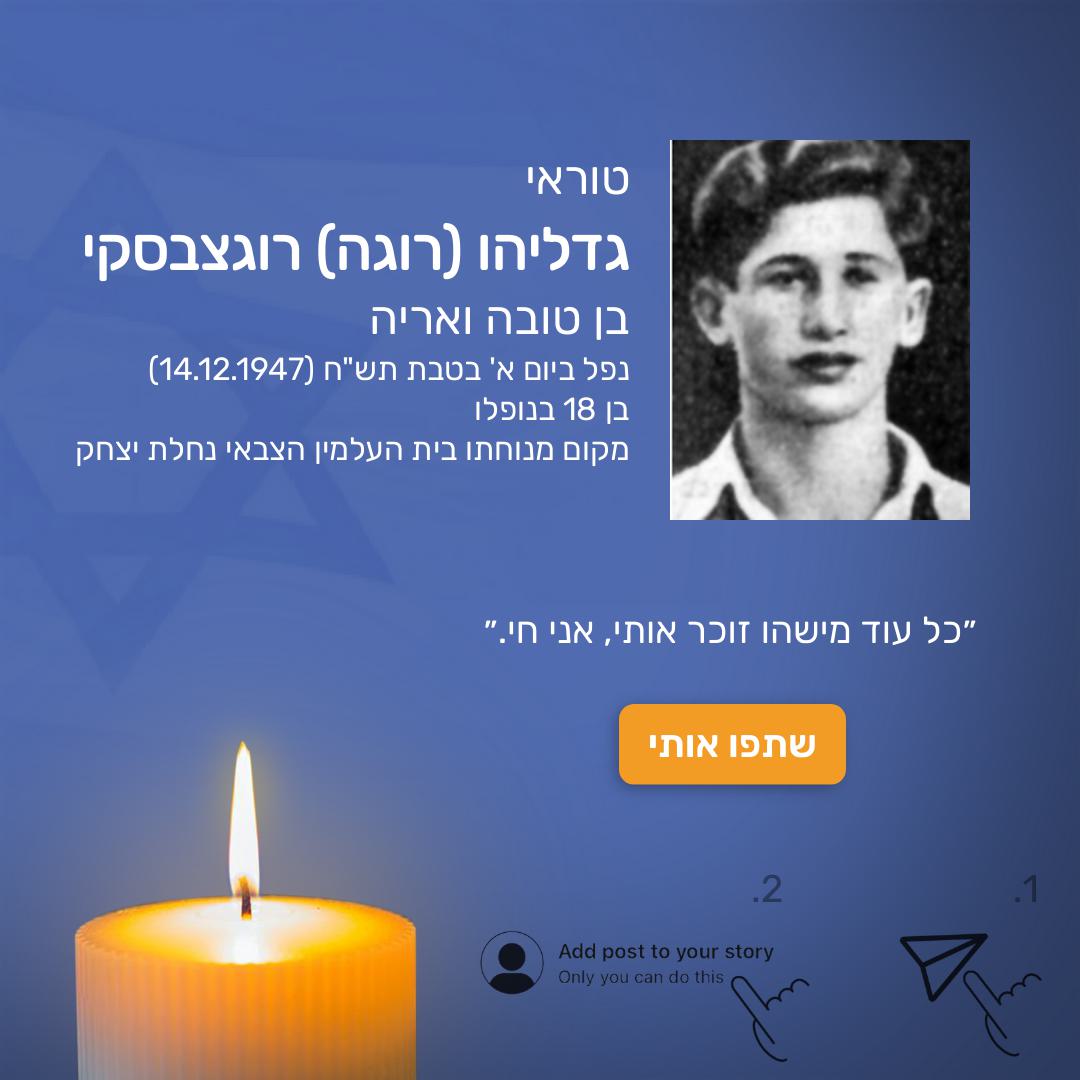 טוראי
גדליהו (רוגה) רוגצבסקי
בן טובה ואריה
נפל ביום א' בטבת תש"ח (14.12.1947)
בן 18 בנופלו
מקום מנוחתו בית העלמין הצבאי נחלת יצחק
״כל עוד מישהו זוכר אותי, אני חי.״
שתפו אותי
1.
2.
Add post to your story
Only you can do this